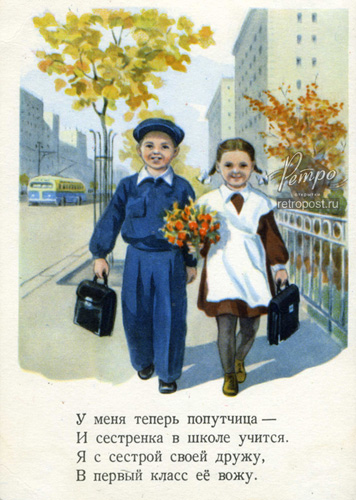 Ретро
retropost.ru
У меня теперь попутчица —
И сестренка в школе учится.
Я с сестрой своей дружу,
В первый класс её вожу.